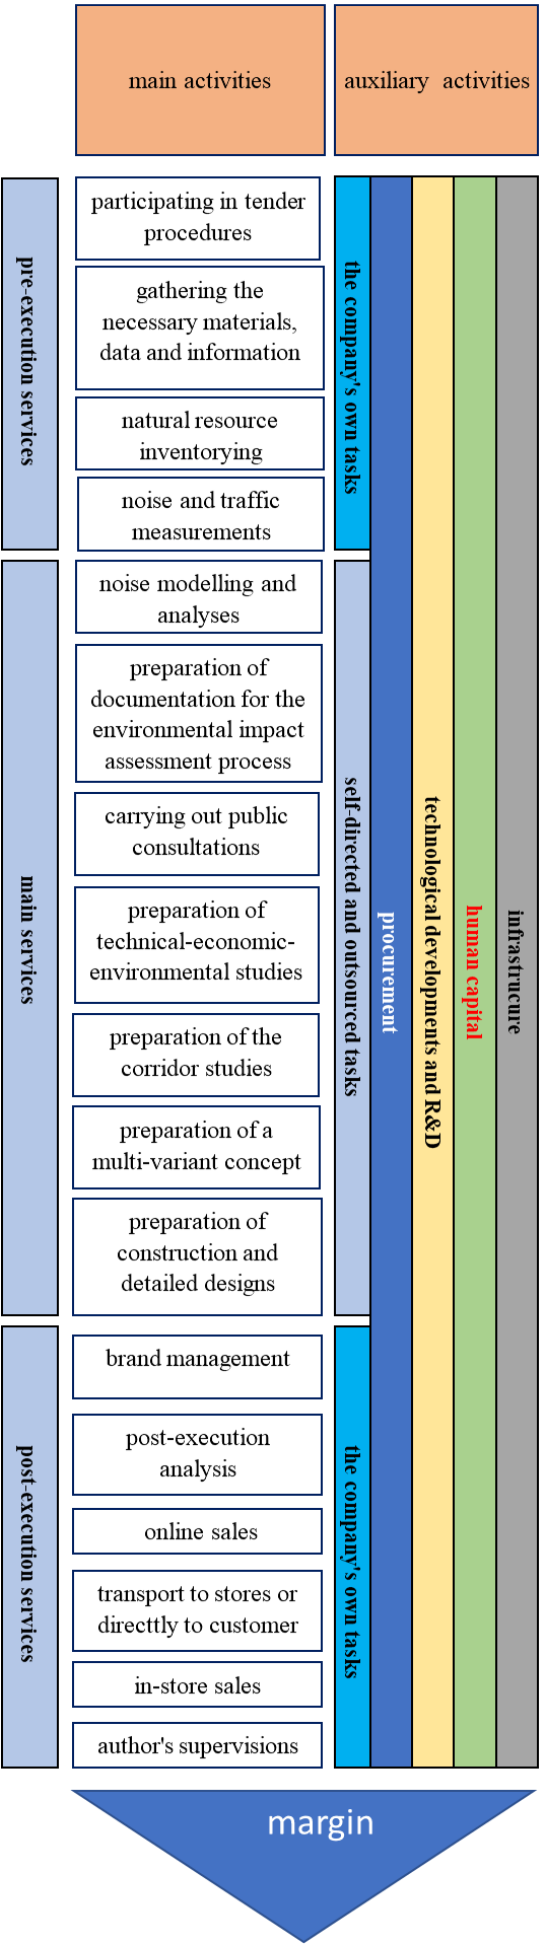 main activities
auxiliary activities
pre-execution services
participating in tender
procedures
gathering the
necessary materials,
data and information
natural resource
inventorying
noise and traffic
measurements
the company's own tasks
main services
noise modelling and
analyses
preparation of
documentation for the
environmental impact
assessment process
carrying out public
consultations
preparation of
technical-economic-
environmental studies
preparation of the
corridor studies
preparation of a
multi-variant concept
preparation of
construction and
detailed designs
self-directed and outsourced tasks
procurement
technological developments and R&D
human capital
infrastrucure
post-execution services
brand management
post-execution
analysis
online sales
transport to stores or
directtly to customer
in-store sales
author's supervisions
the company's own tasks
margin